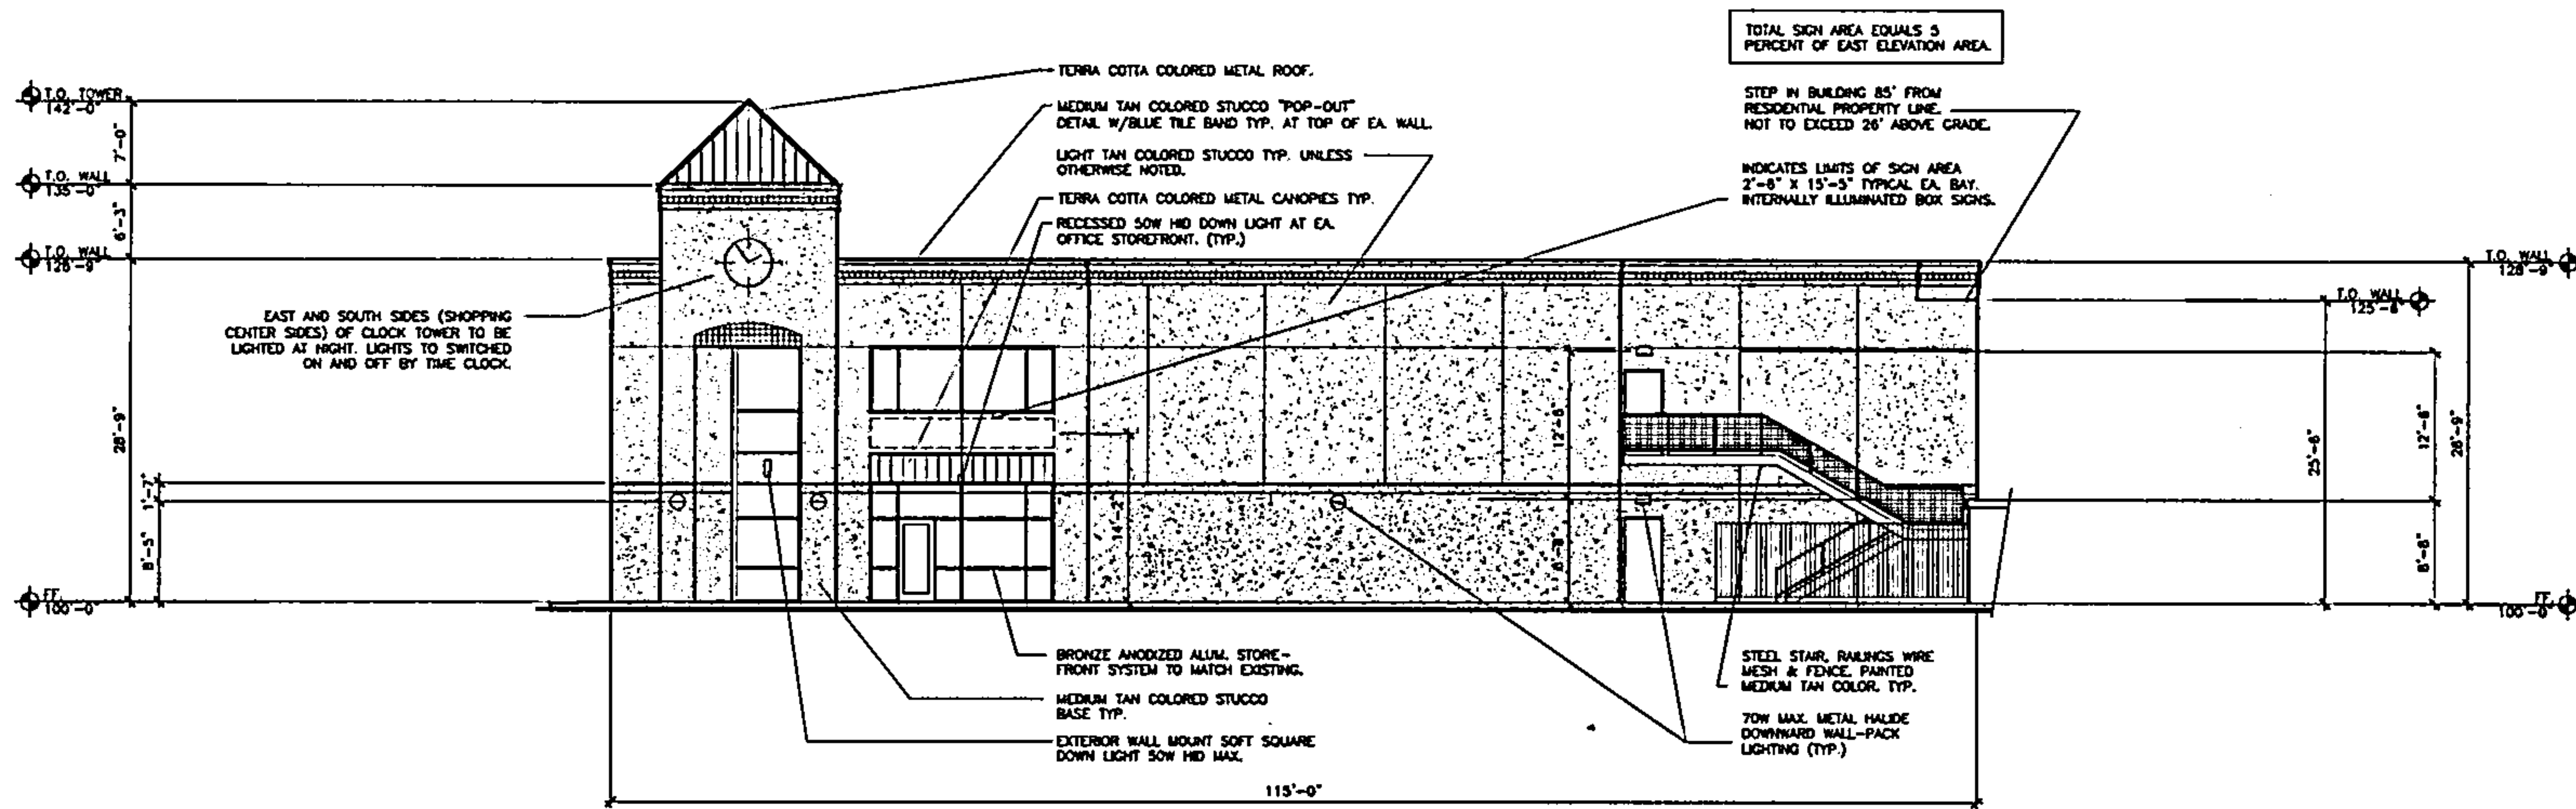 TOTAL SIGN AREA EQUALS 5
PERCENT OF EAST ELEVATION AREA.
TERRA COTTA COLORED METAL ROOF.
MEDIUM TAN COLORED STUCCO "POP-OUT"
DETAIL W/BLUE TILE BAND TYP. AT TOP OF EA. WALL.
LIGHT TAN COLORED STUCCO TYP. UNLESS
OTHERWISE NOTED.
TERRA COTTA COLORED METAL CANOPIES TYP.
RECESSED 50W HID DOWN LIGHT AT EA.
OFFICE STOREFRONT. (TYP.)
STEP IN BUILDING 85' FROM
RESIDENTIAL PROPERTY LINE.
NOT TO EXCEED 26' ABOVE GRADE.
INDICATES LIMITS OF SIGN AREA
2'-6" X 15'-5" TYPICAL EA. BAY.
INTERNALLY ILLUMINATED BOX SIGNS.
T.O. TOWER
142'-0"
7'-0"
T.O. WALL
135'-0"
6'-3"
T.O. WALL
128'-9"
EAST AND SOUTH SIDES (SHOPPING
CENTER SIDES) OF CLOCK TOWER TO BE
LIGHTED AT NIGHT. LIGHTS TO SWITCHED
ON AND OFF BY TIME CLOCK.
28'-9"
1'-7"
8'-5"
FF.
100'-0"
14'-2"
12'-6"
8'-8"
T.O. WALL
128'-9
T.O. WALL
125'-6
25'-6"
12'-6"
28'-9"
8'-8"
FF.
100'-0"
BRONZE ANODIZED ALUM. STORE-
FRONT SYSTEM TO MATCH EXISTING.
MEDIUM TAN COLORED STUCCO
BASE TYP.
EXTERIOR WALL MOUNT SOFT SQUARE
DOWN LIGHT 50W HID MAX.
STEEL STAIR, RAILINGS WIRE
MESH & FENCE. PAINTED
MEDIUM TAN COLOR. TYP.
70W MAX. METAL HALIDE
DOWNWARD WALL-PACK
LIGHTING (TYP.)
115'-0"